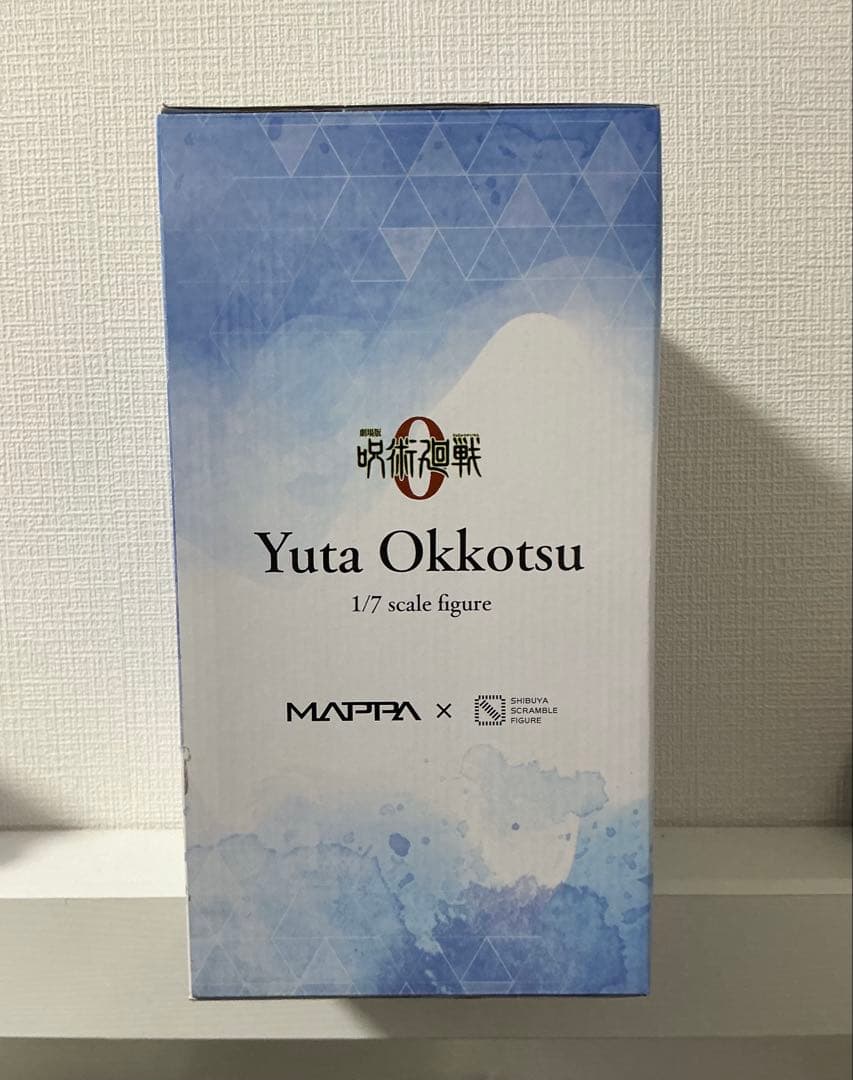 劇場版
呪術廻戦
0
Yuta Okkotsu
1/7 scale figure
MAPPA × SHIBUYA
SCRAMBLE
FIGURE